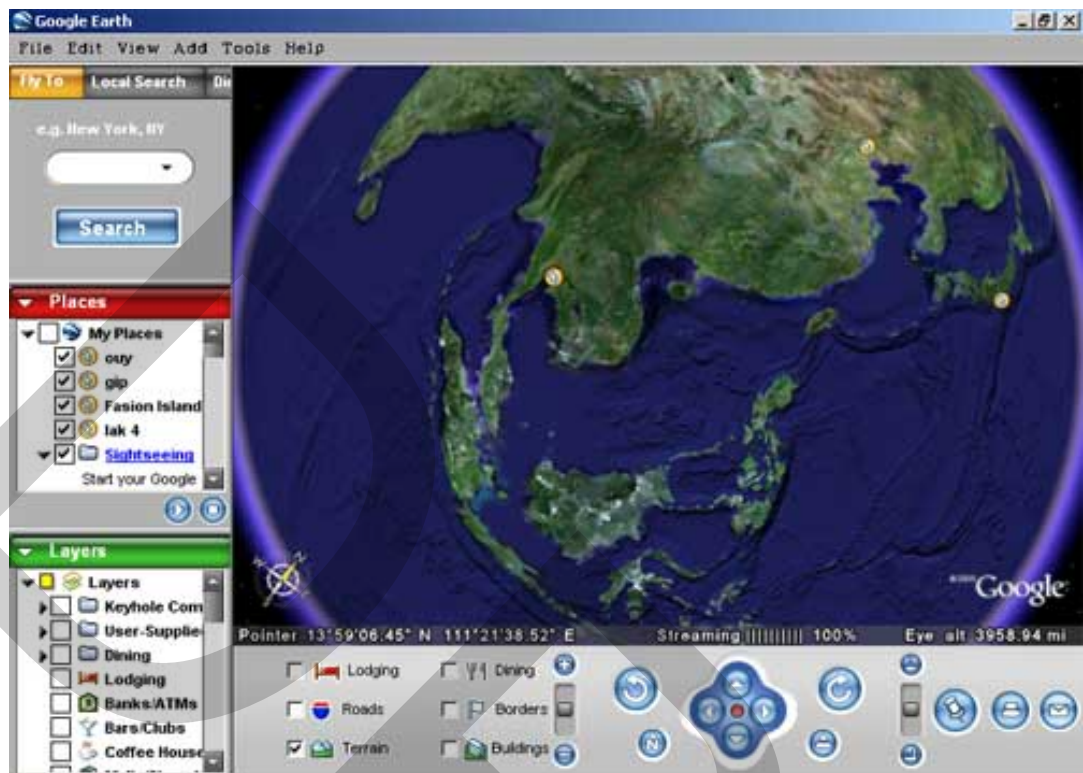 Google Earth
File Edit View Add Tools Help
Fly To Local Search
e.g. New York, NY
Search
Places
My Places
ouy
gip
Fasion Island
lak 4
Sightseeing
Start your Google
Layers
Layers
Keyhole Com
User-Supplie
Dining
Lodging
Banks/ATMs
Bars/Clubs
Coffee House
Google
Pointer 13°59'06.45" N 111°21'38.52" E Streaming |||||||||| 100% Eye alt 3958.94 mi
Lodging Dining
Roads Borders
Terrain Buildings
N